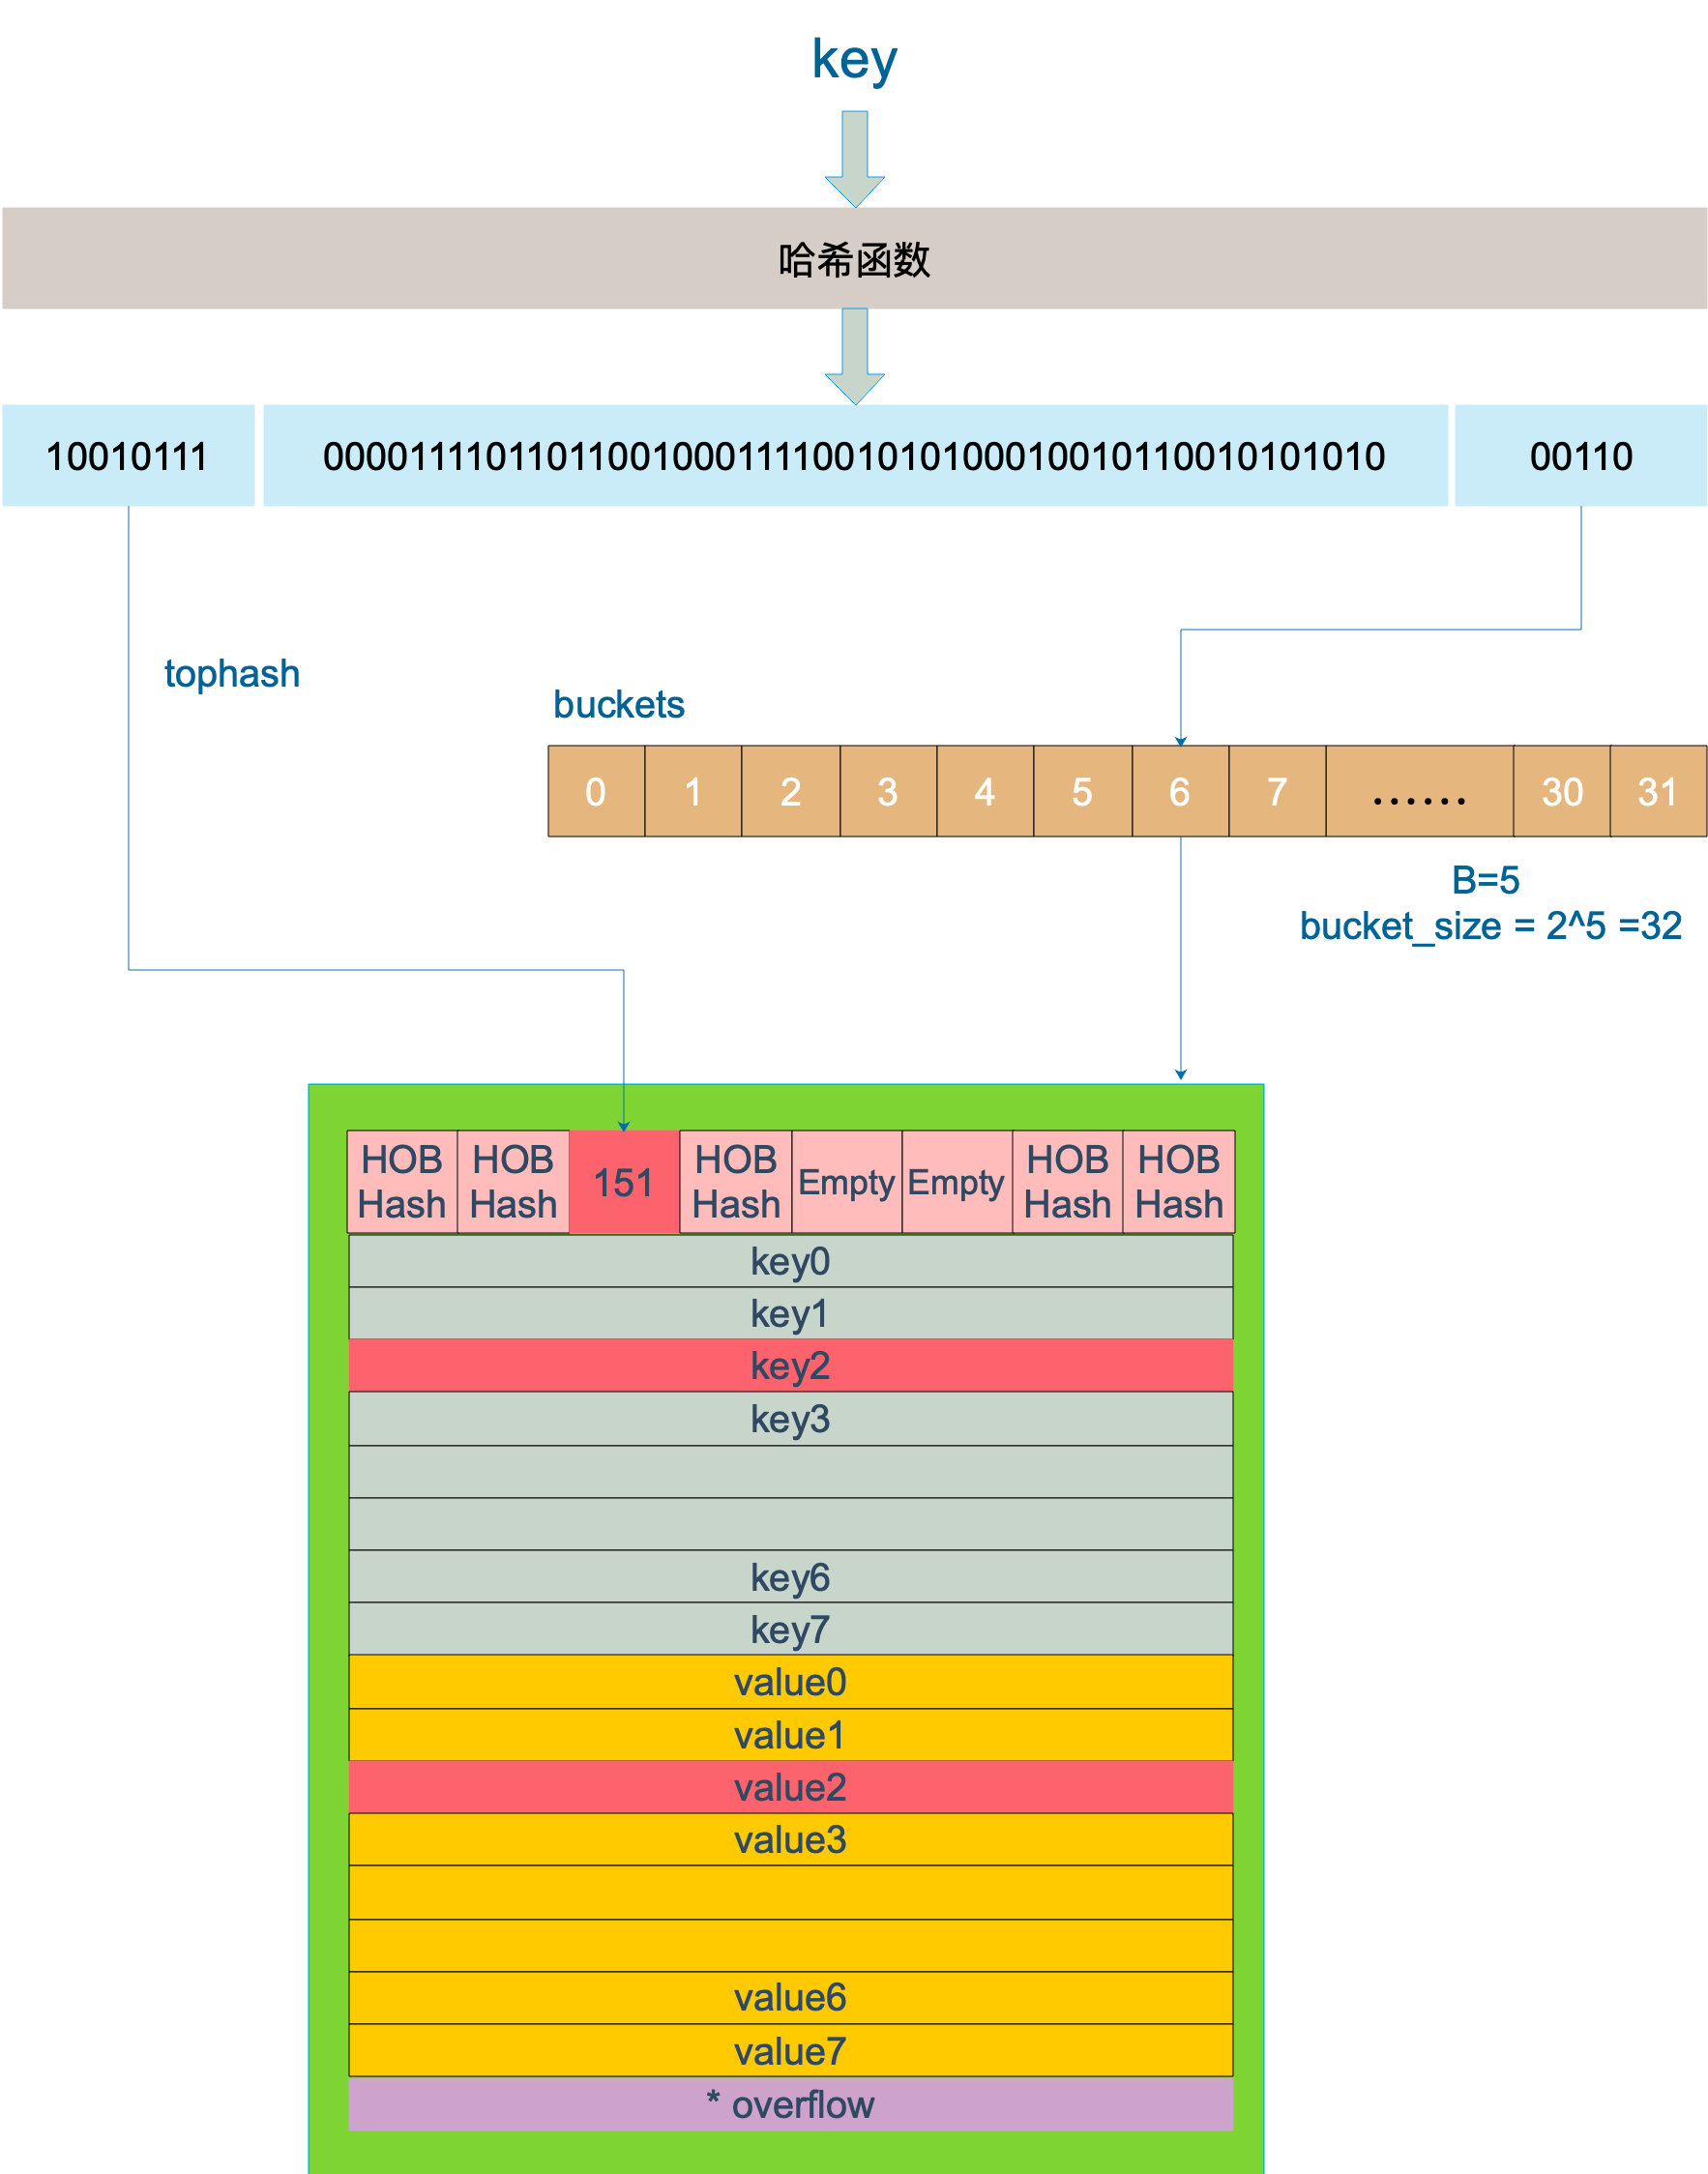 key
哈希函数
10010111
000011110110110010001111001010100010010110010101010
00110
tophash
buckets
0 1 2 3 4 5 6 7 …… 30 31
B=5
bucket_size = 2^5 =32
HOB Hash
HOB Hash
151
HOB Hash
Empty
Empty
HOB Hash
HOB Hash
key0
key1
key2
key3
key6
key7
value0
value1
value2
value3
value6
value7
* overflow